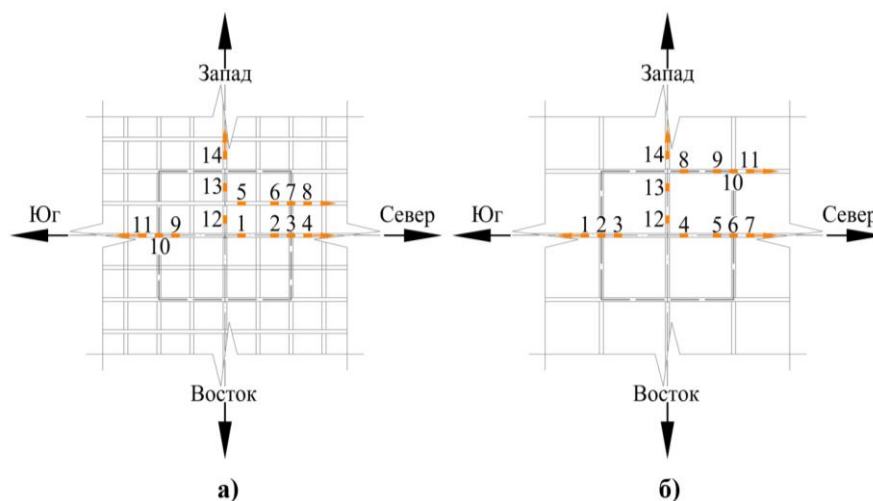 Запад Запад
14 14 8 9 11
13 5 6 7 8 13 10
Юг 11 9 12 1 2 3 4 Север Юг 1 2 3 12 4 5 6 7 Север
10
Восток Восток
а) б)